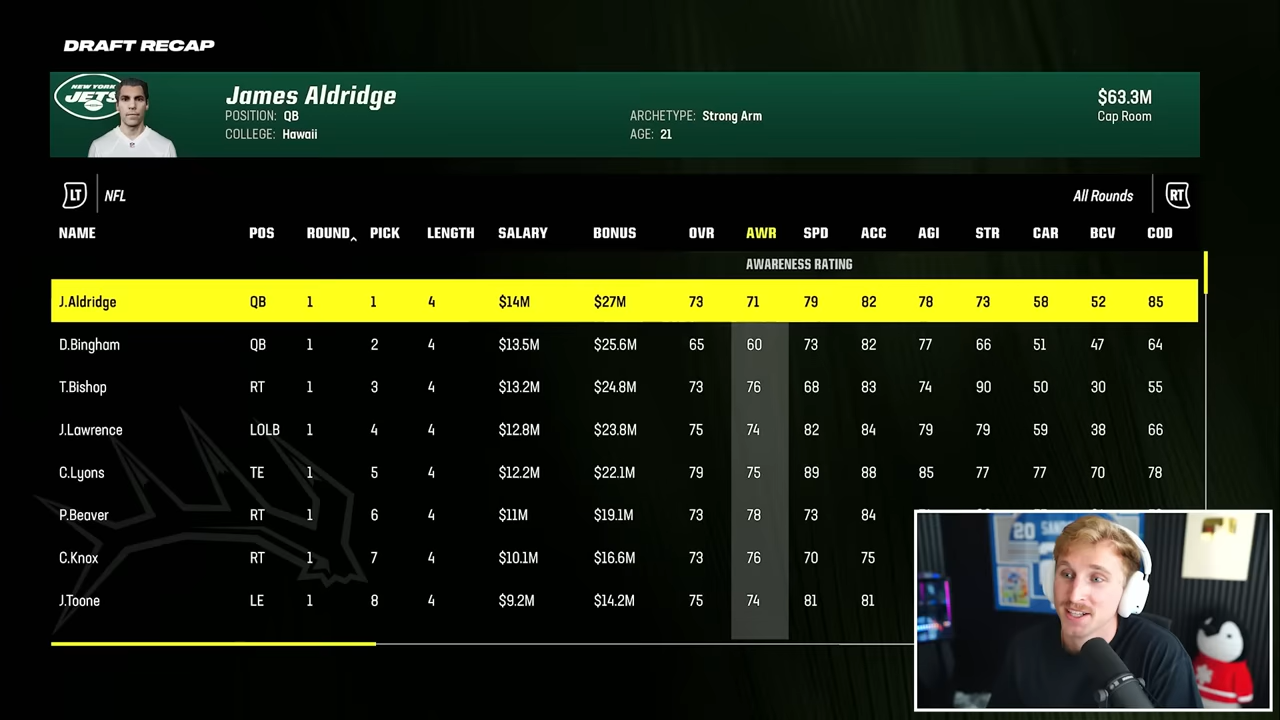 DRAFT RECAP
NEW YORK
JETS
James Aldridge
POSITION: QB
COLLEGE: Hawaii
ARCHETYPE: Strong Arm
AGE: 21
$63.3M
Cap Room
LT NFL
All Rounds RT
NAME POS ROUND PICK LENGTH SALARY BONUS OVR AWR SPD ACC AGI STR CAR BCV COD
AWARENESS RATING
J.Aldridge QB 1 1 4 $14M $27M 73 71 79 82 78 73 58 52 85
D.Bingham QB 1 2 4 $13.5M $25.6M 65 60 73 82 77 66 51 47 64
T.Bishop RT 1 3 4 $13.2M $24.8M 73 76 68 83 74 90 50 30 55
J.Lawrence LOLB 1 4 4 $12.8M $23.8M 75 74 82 84 79 79 59 38 66
C.Lyons TE 1 5 4 $12.2M $22.1M 79 75 89 88 85 77 77 70 78
P.Beaver RT 1 6 4 $11M $19.1M 73 78 73 84
C.Knox RT 1 7 4 $10.1M $16.6M 73 76 70 75
J.Toone LE 1 8 4 $9.2M $14.2M 75 74 81 81
20 SAND